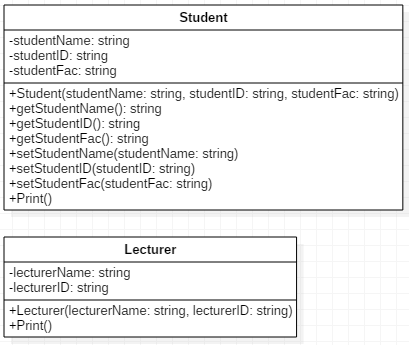 Student
-studentName: string
-studentID: string
-studentFac: string
+Student(studentName: string, studentID: string, studentFac: string)
+getStudentName(): string
+getStudentID(): string
+getStudentFac(): string
+setStudentName(studentName: string)
+setStudentID(studentID: string)
+setStudentFac(studentFac: string)
+Print()
Lecturer
-lecturerName: string
-lecturerID: string
+Lecturer(lecturerName: string, lecturerID: string)
+Print()